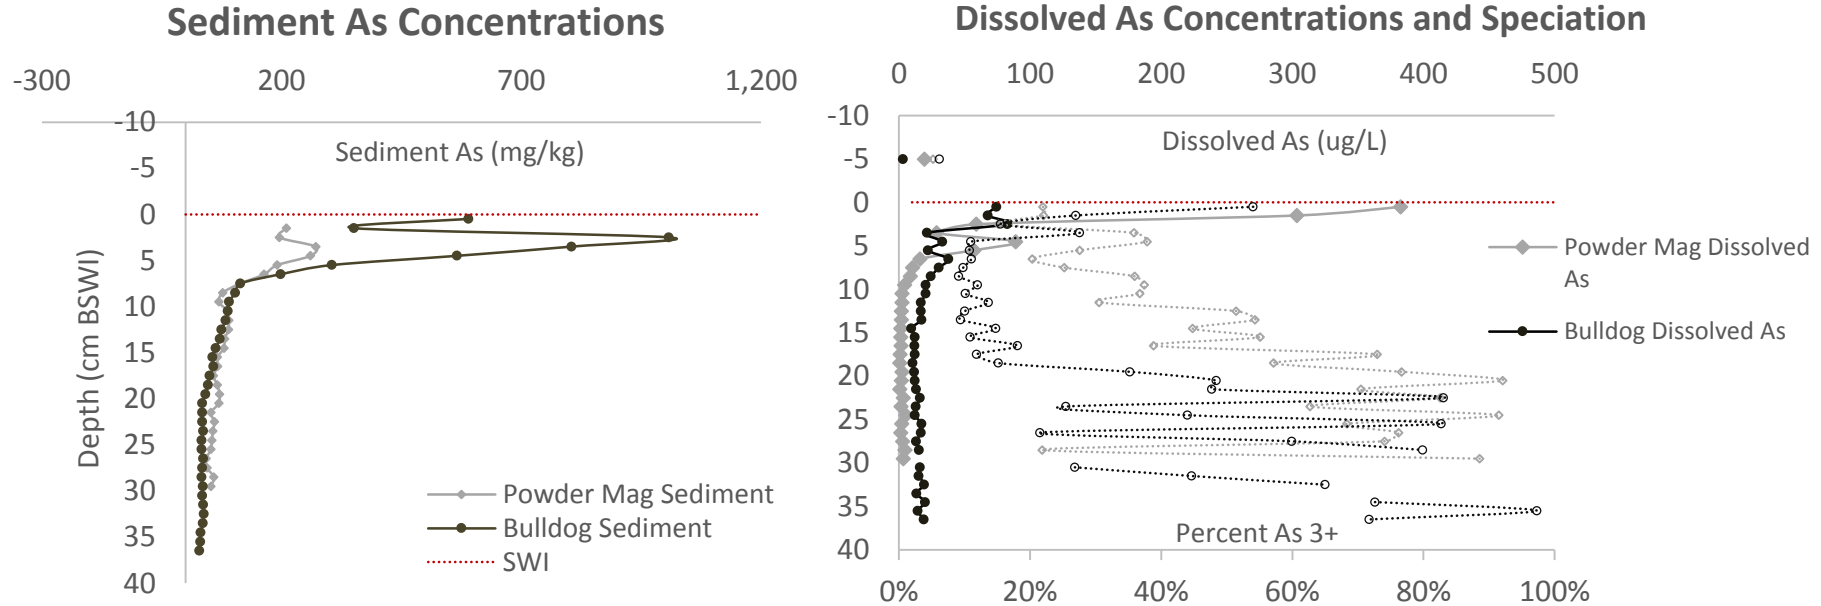 Sediment As Concentrations
-300 200 700 1,200
-10
-5
0
5
10
15
20
25
30
35
40
Depth (cm BSWI)
Sediment As (mg/kg)
Powder Mag Sediment
Bulldog Sediment
SWI
Dissolved As Concentrations and Speciation
0 100 200 300 400 500
-10
-5
0
5
10
15
20
25
30
35
40
Dissolved As (ug/L)
Powder Mag Dissolved
As
Bulldog Dissolved As
Percent As 3+
0% 20% 40% 60% 80% 100%